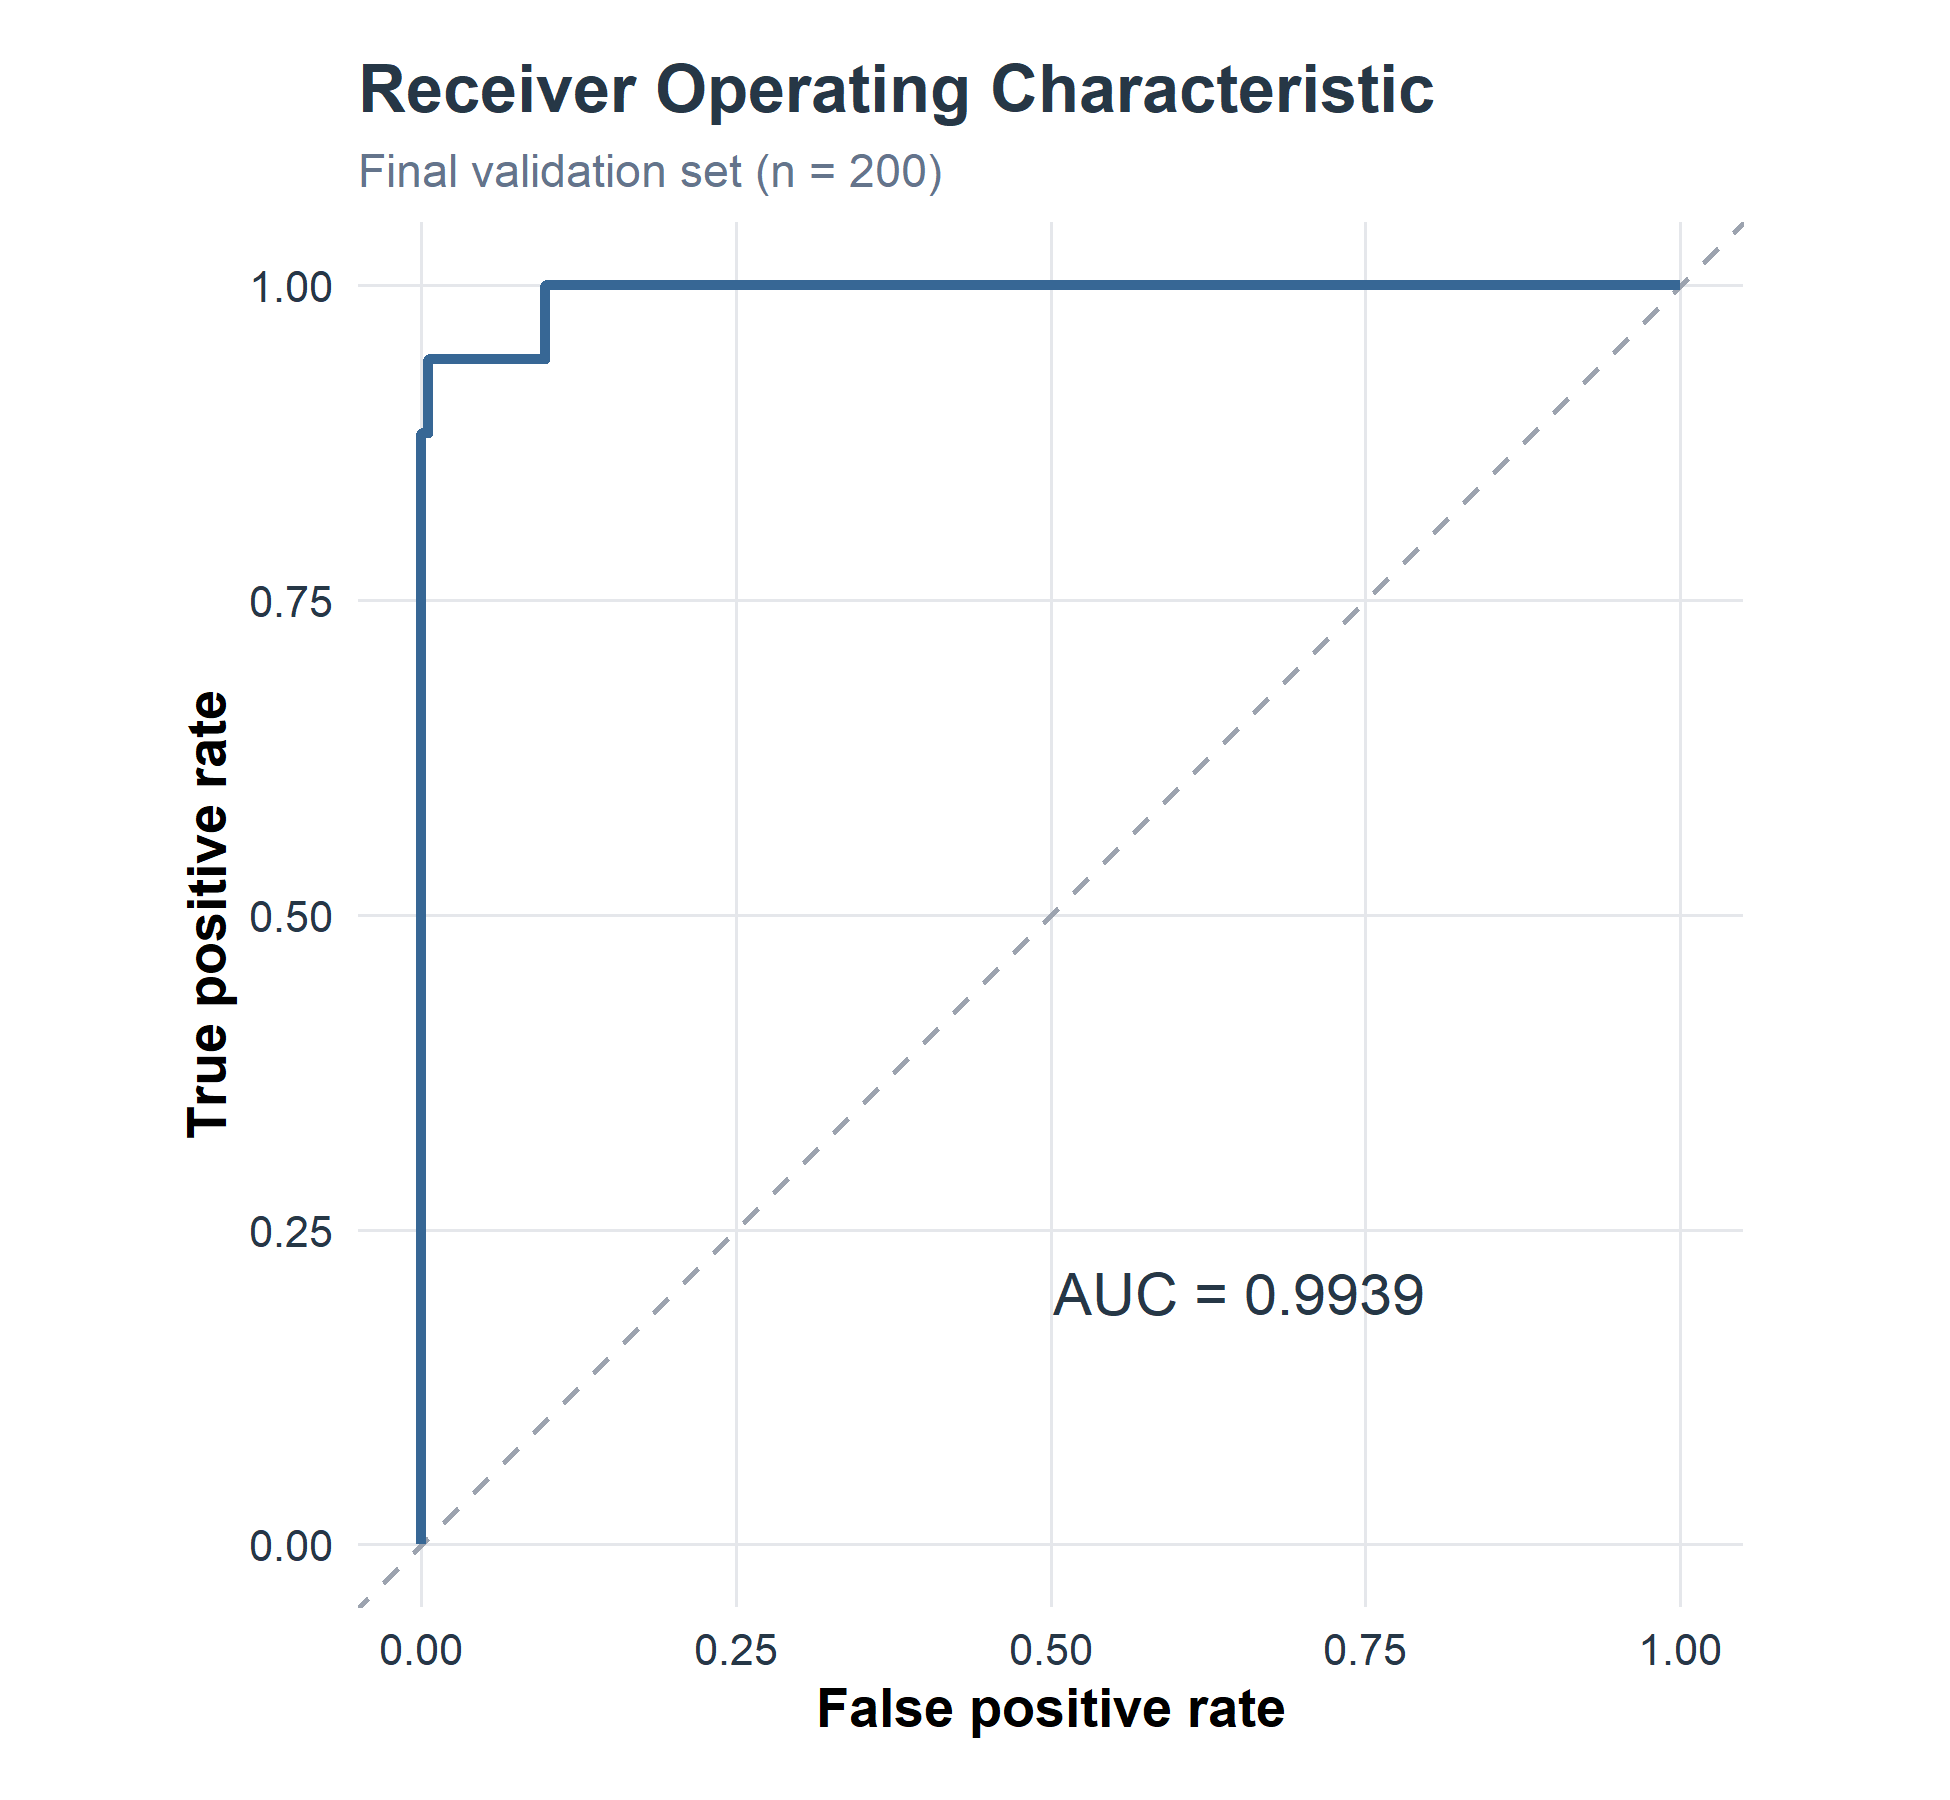 Receiver Operating Characteristic
Final validation set (n = 200)
1.00
0.75
0.50
0.25
0.00
True positive rate
AUC = 0.9939
0.00 0.25 0.50 0.75 1.00
False positive rate